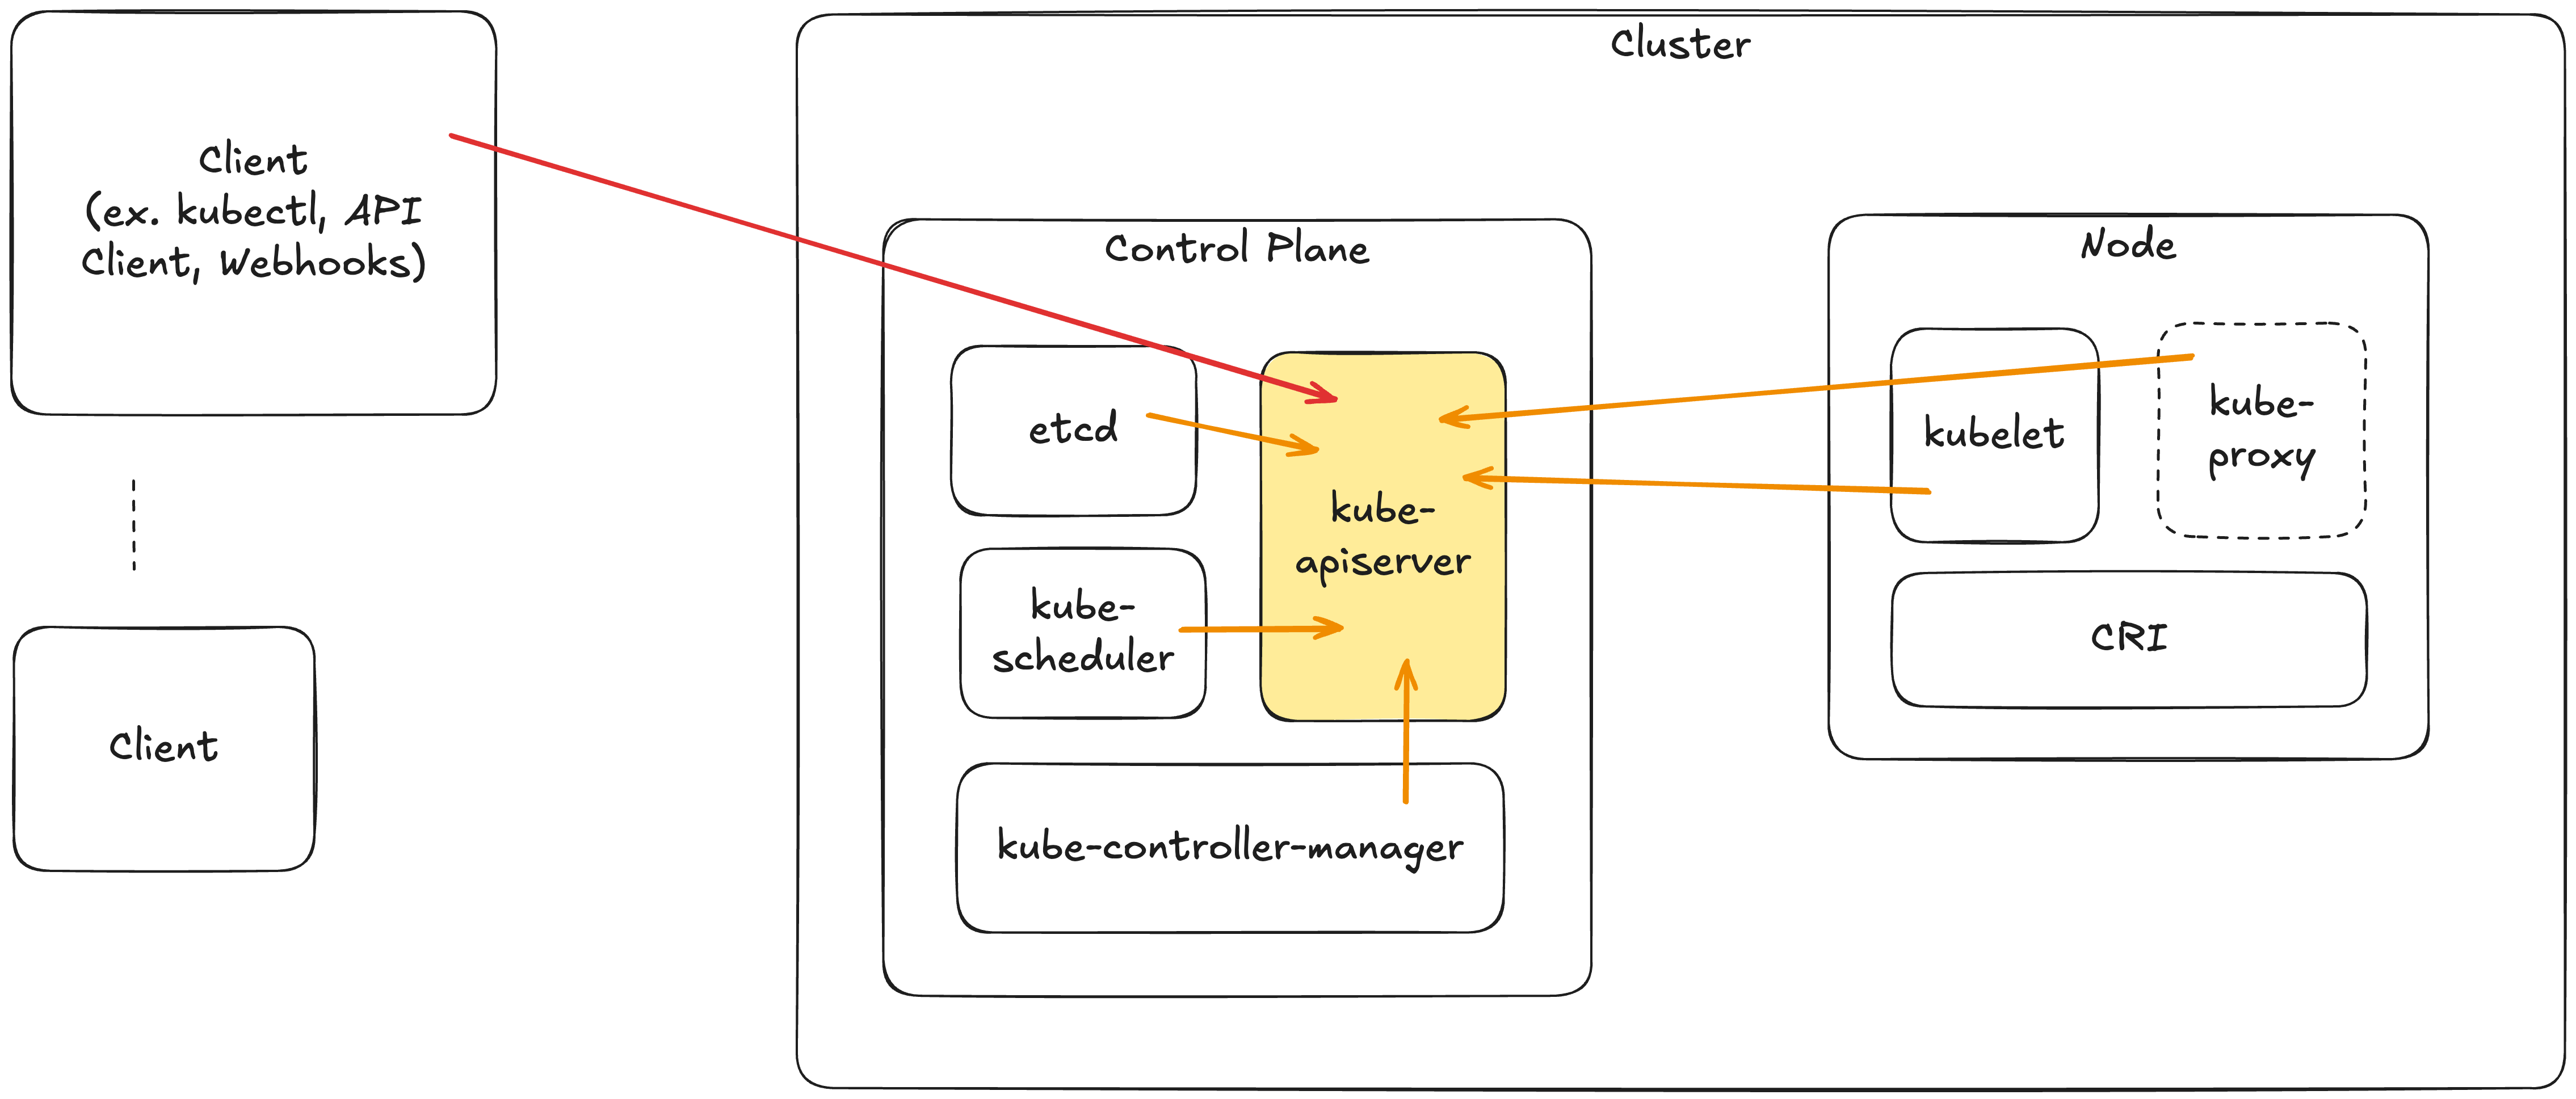 Cluster
Client
(ex. kubectl, API
Client, Webhooks)
Control Plane
Node
etcd
kube-
apiserver
kubelet
kube-
proxy
kube-
scheduler
CRI
Client
kube-controller-manager